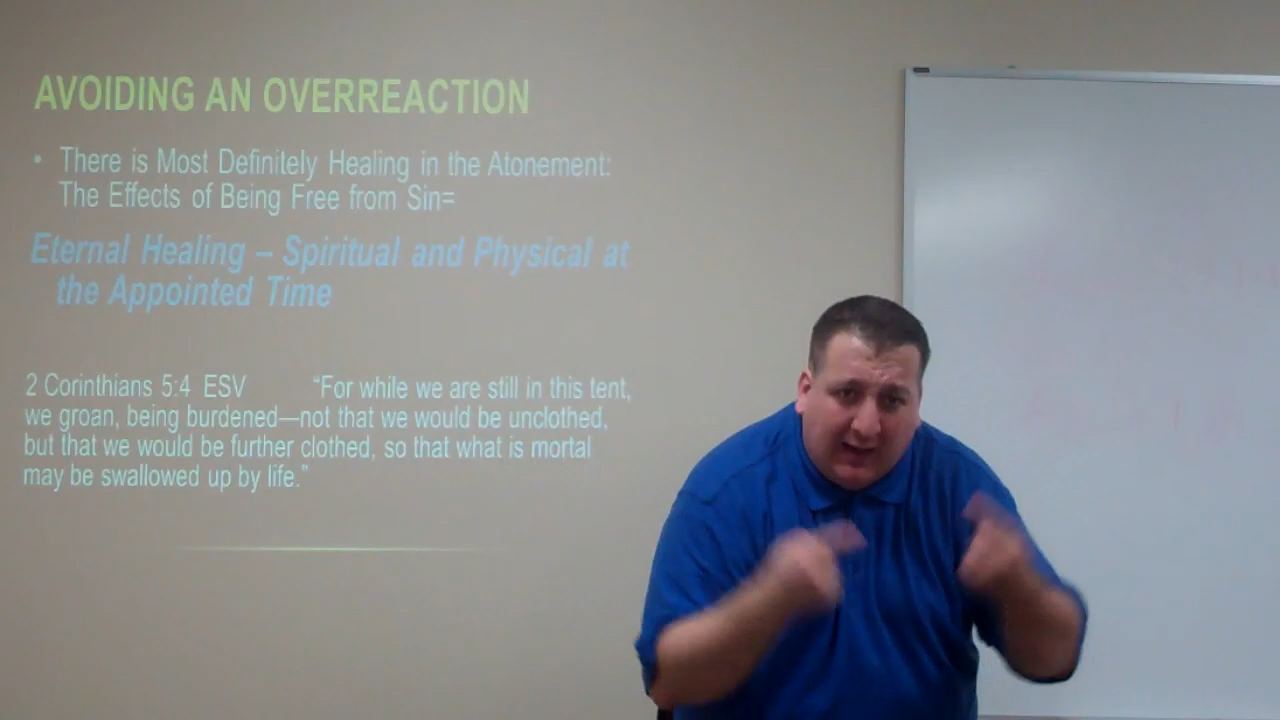 AVOIDING AN OVERREACTION
• There is Most Definitely Healing in the Atonement:
The Effects of Being Free from Sin=
Eternal Healing – Spiritual and Physical at
the Appointed Time
2 Corinthians 5:4 ESV "For while we are still in this tent,
we groan, being burdened—not that we would be unclothed,
but that we would be further clothed, so that what is mortal
may be swallowed up by life."